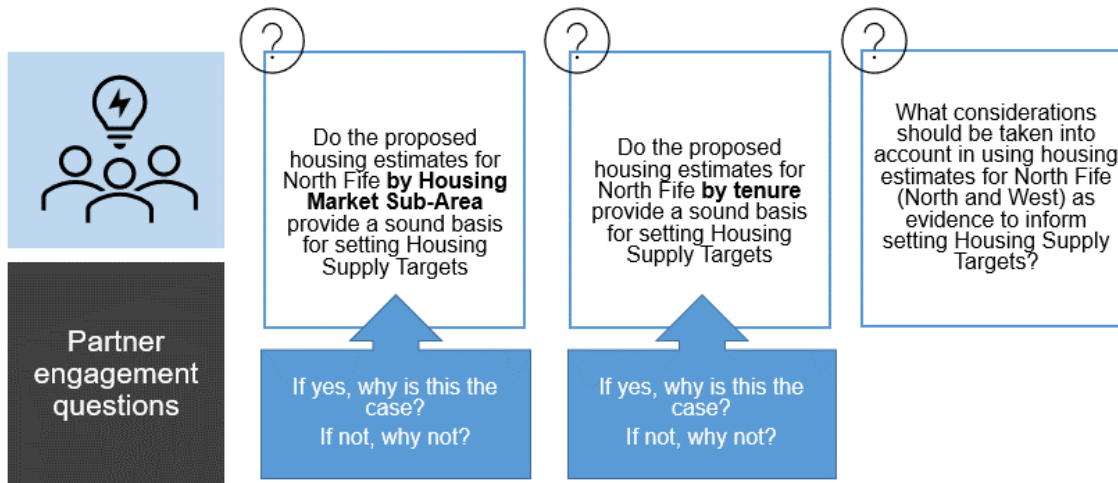 Partner
engagement
questions
?
Do the proposed
housing estimates for
North Fife by Housing
Market Sub-Area
provide a sound basis
for setting Housing
Supply Targets
If yes, why is this the
case?
If not, why not?
?
Do the proposed
housing estimates for
North Fife by tenure
provide a sound basis
for setting Housing
Supply Targets
If yes, why is this the
case?
If not, why not?
?
What considerations
should be taken into
account in using housing
estimates for North Fife
(North and West) as
evidence to inform
setting Housing Supply
Targets?